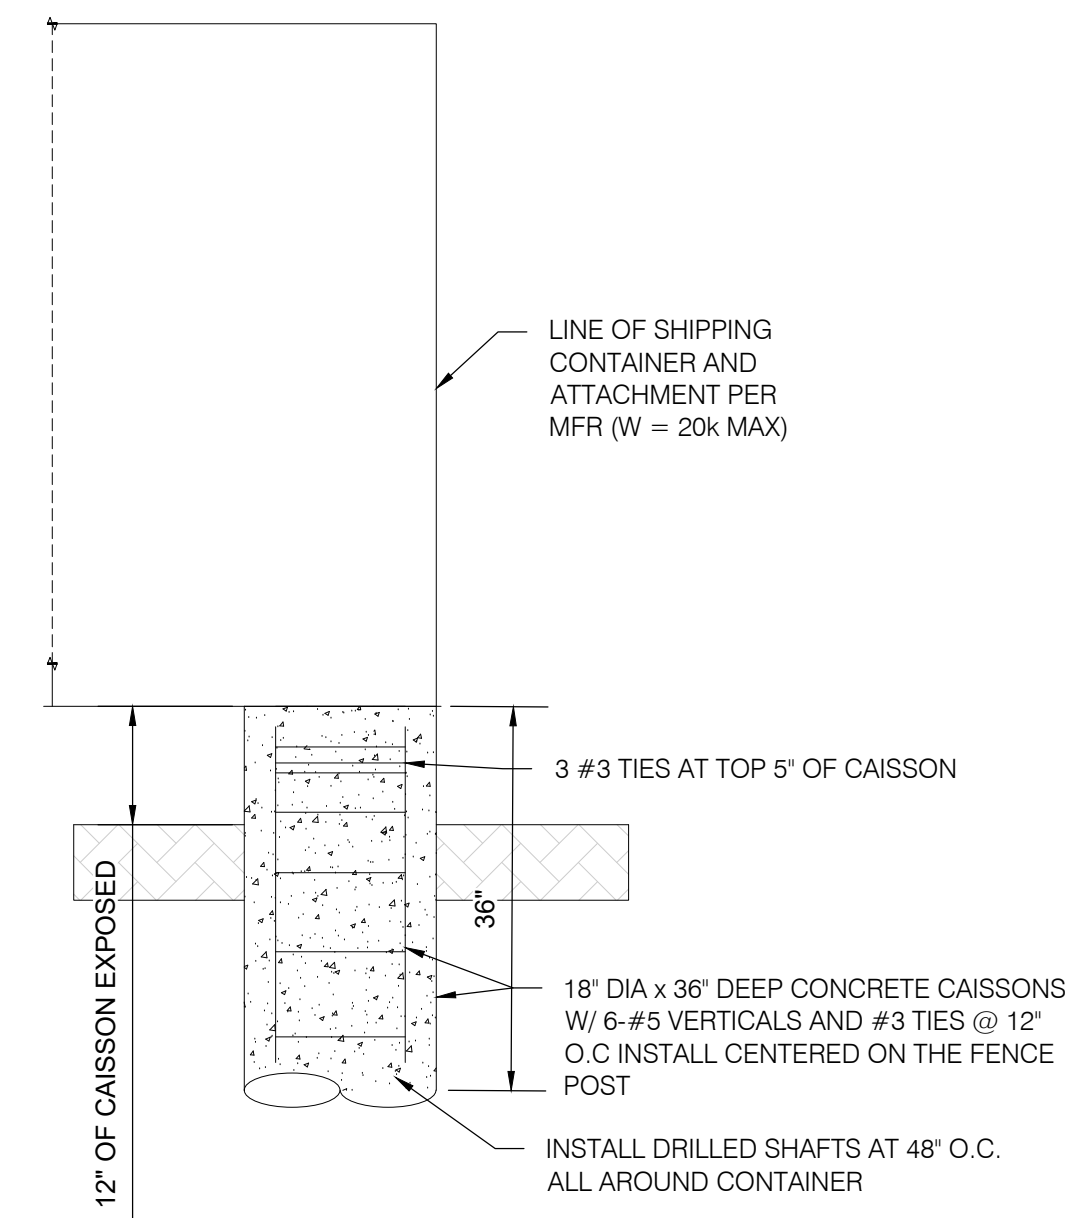 LINE OF SHIPPING
CONTAINER AND
ATTACHMENT PER
MFR (W = 20k MAX)
3 #3 TIES AT TOP 5" OF CAISSON
12" OF CAISSON EXPOSED
36"
18" DIA x 36" DEEP CONCRETE CAISSONS
W/ 6-#5 VERTICALS AND #3 TIES @ 12"
O.C INSTALL CENTERED ON THE FENCE
POST
INSTALL DRILLED SHAFTS AT 48" O.C.
ALL AROUND CONTAINER